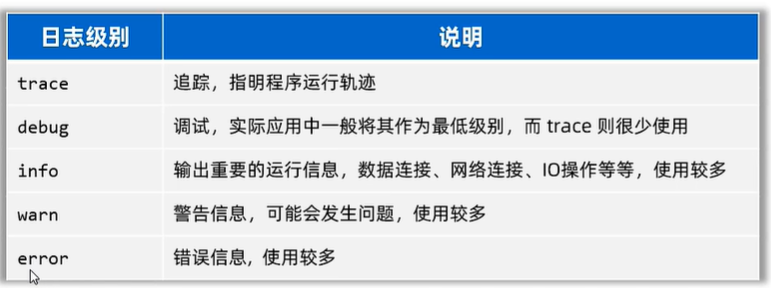 日志级别 说明
trace 追踪，指明程序运行轨迹
debug 调试，实际应用中一般将其作为最低级别，而 trace 则很少使用
info 输出重要的运行信息，数据连接、网络连接、IO操作等等，使用较多
warn 警告信息，可能会发生问题，使用较多
error 错误信息，使用较多